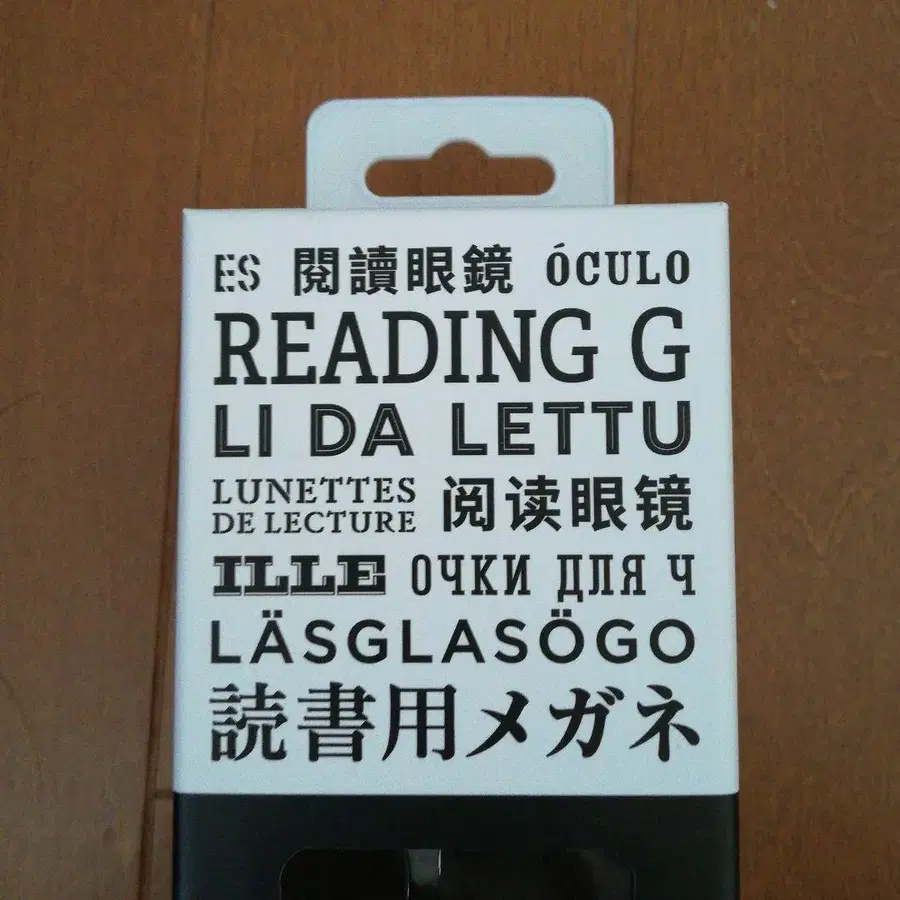 ES 閱讀眼鏡 ÓCULO
READING G
LI DA LETTU
LUNETTES
DE LECTURE
阅读眼镜
ILLE ОЧКИ ДЛЯ Ч
LÄSGLASÖGO
読書用メガネ